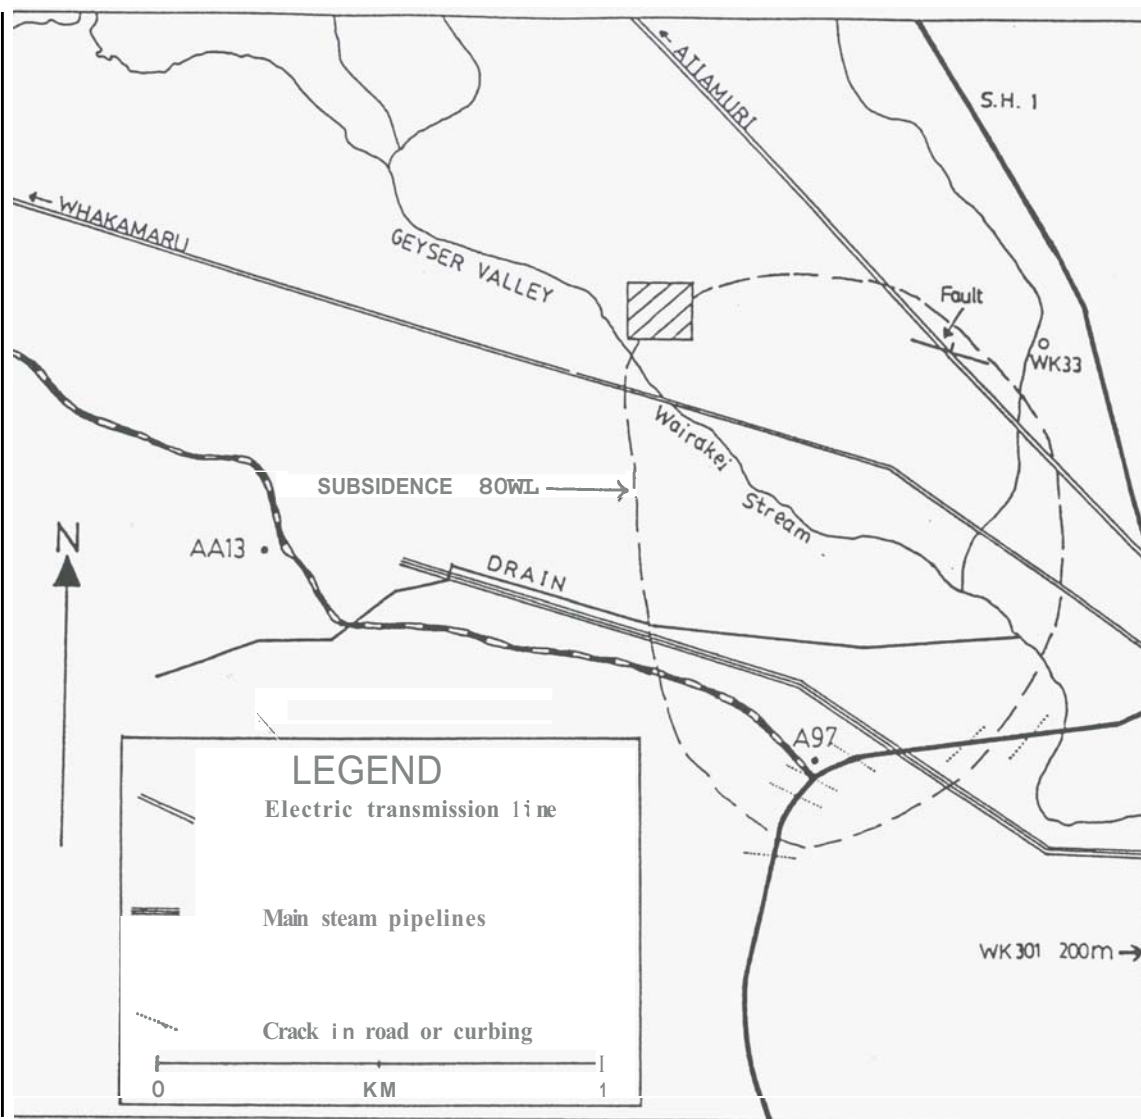 ATIAMURI
S.H. 1
WHAKAMARU
GEYSER VALLEY
Fault
WK33
Wairakei Stream
SUBSIDENCE 80WL
N
AA13
DRAIN
A97
LEGEND
Electric transmission line
Main steam pipelines
WK301 200m
Crack in road or curbing
0 KM 1